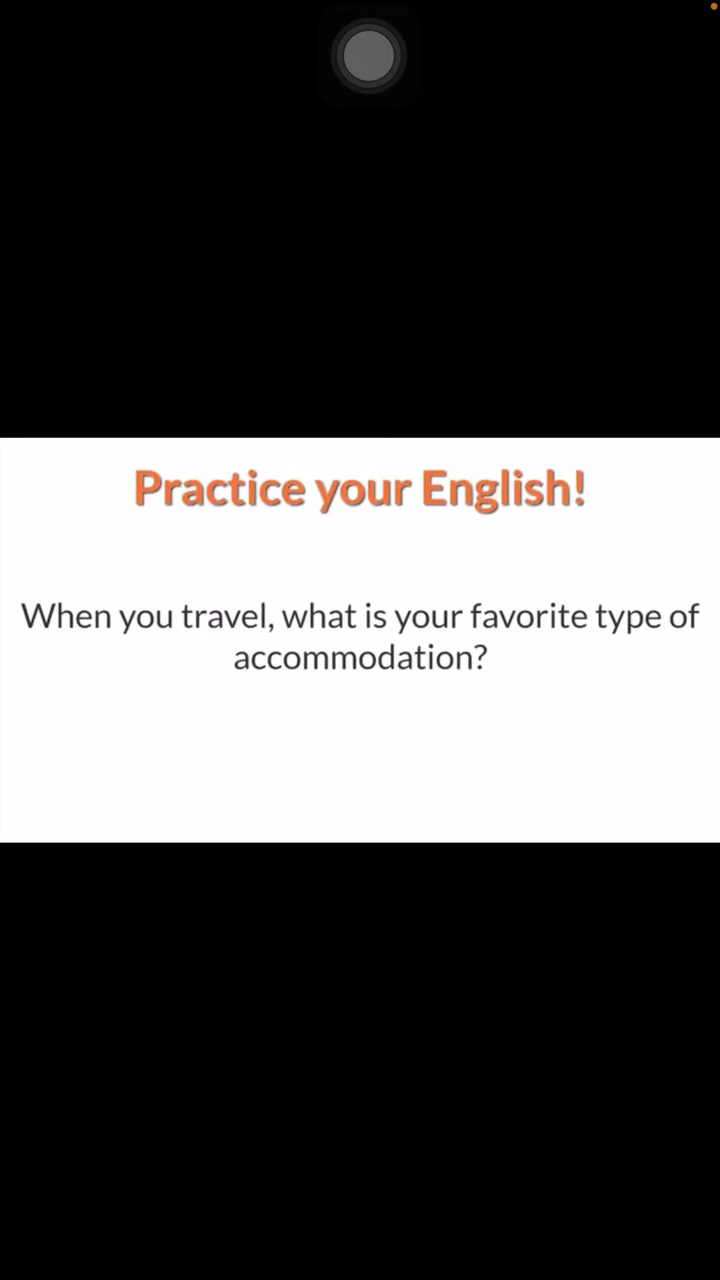 Practice your English!
When you travel, what is your favorite type of
accommodation?